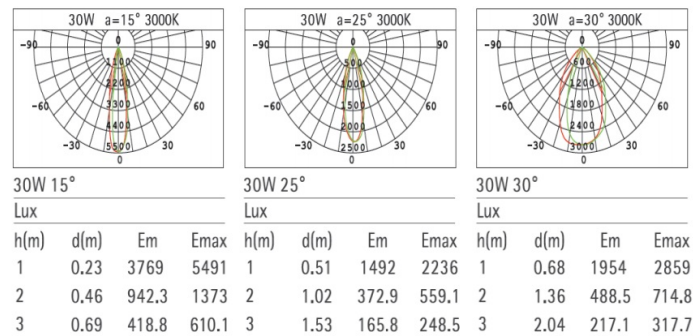 30W a=15° 3000K
0
-90 90
1100
2200
-60 60
3300
4400
-30 30
5500
0
30W 15°
Lux
h(m) d(m) Em Emax
1 0.23 3769 5491
2 0.46 942.3 1373
3 0.69 418.8 610.1
30W a=25° 3000K
0
-90 90
500
1000
-60 60
1500
2000
-30 30
2500
0
30W 25°
Lux
h(m) d(m) Em Emax
1 0.51 1492 2236
2 1.02 372.9 559.1
3 1.53 165.8 248.5
30W a=30° 3000K
0
-90 90
600
1200
-60 60
1800
2400
-30 30
3000
0
30W 30°
Lux
h(m) d(m) Em Emax
1 0.68 1954 2859
2 1.36 488.5 714.8
3 2.04 217.1 317.7